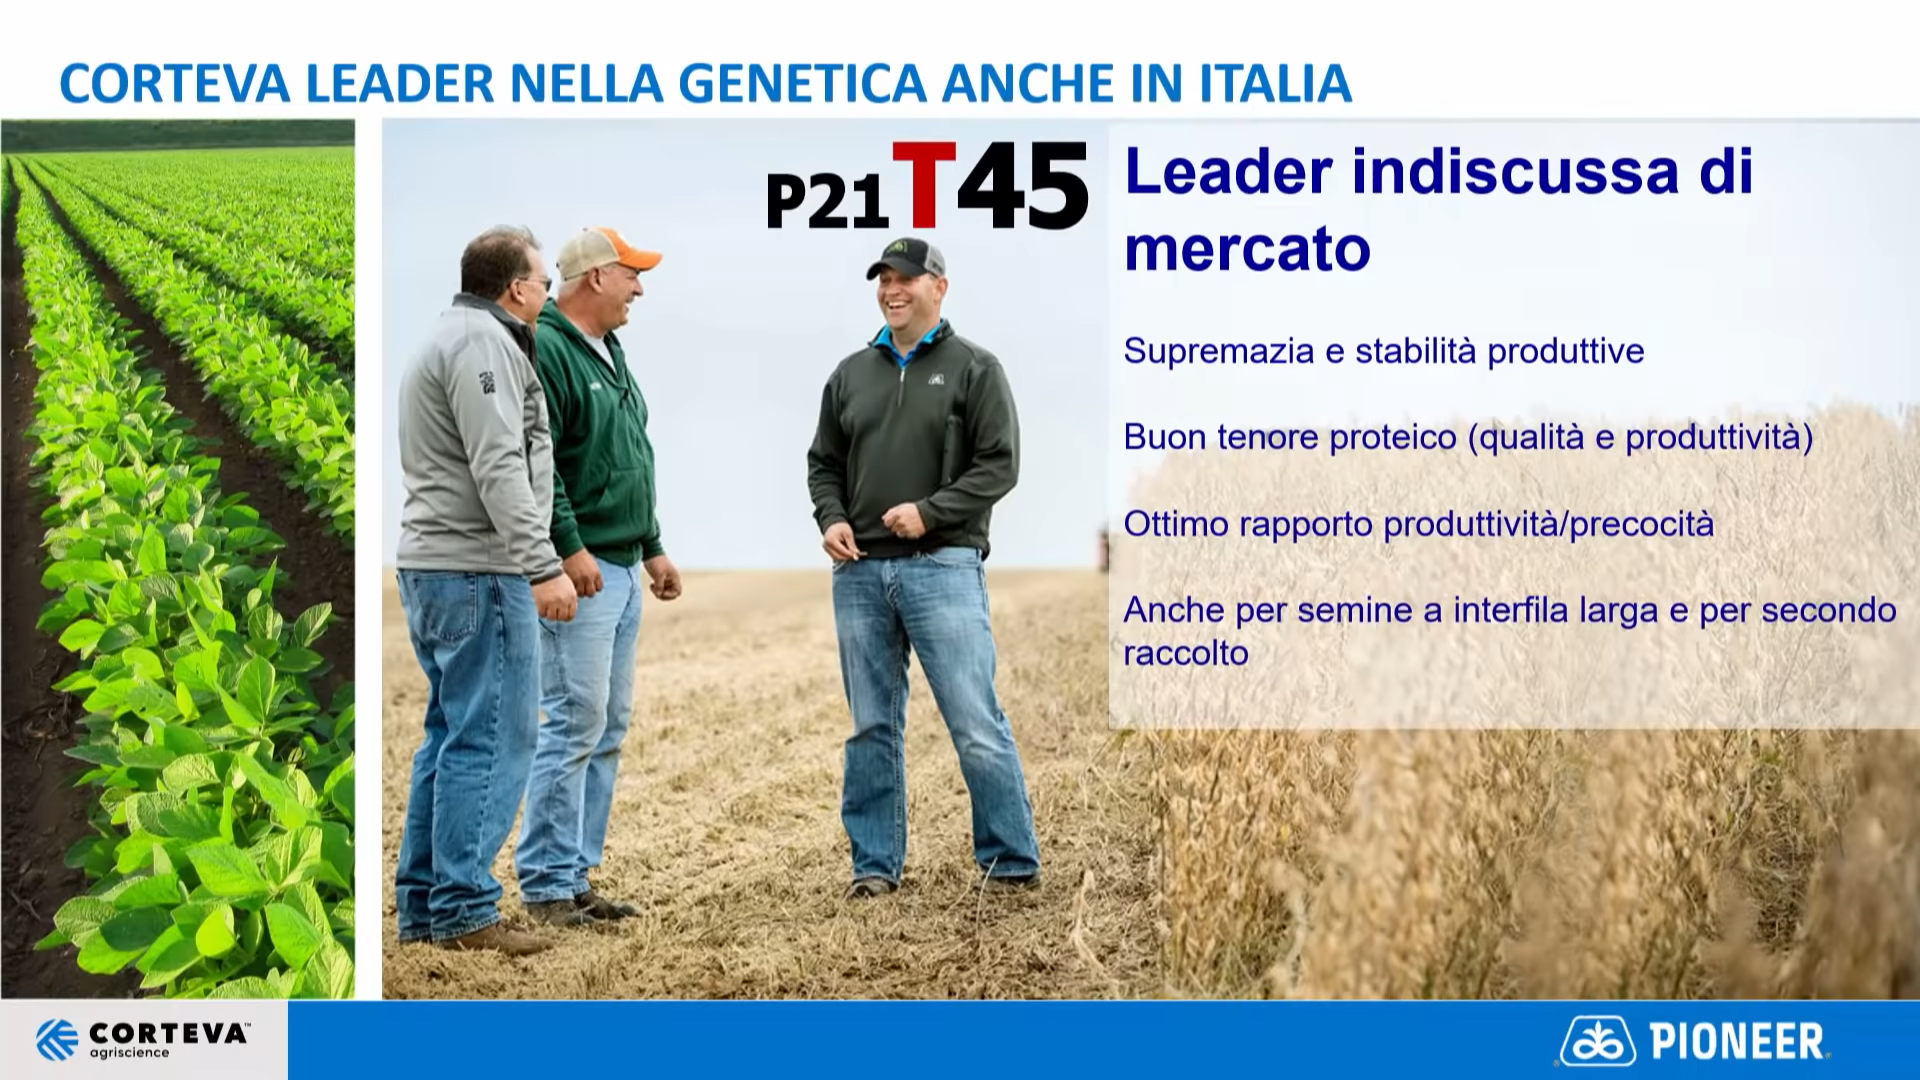 CORTEVA LEADER NELLA GENETICA ANCHE IN ITALIA
P21T45
Leader indiscussa di
mercato
Supremazia e stabilità produttive
Buon tenore proteico (qualità e produttività)
Ottimo rapporto produttività/precocità
Anche per semine a interfila larga e per secondo
raccolto
CORTEVA™
agriscience
PIONEER